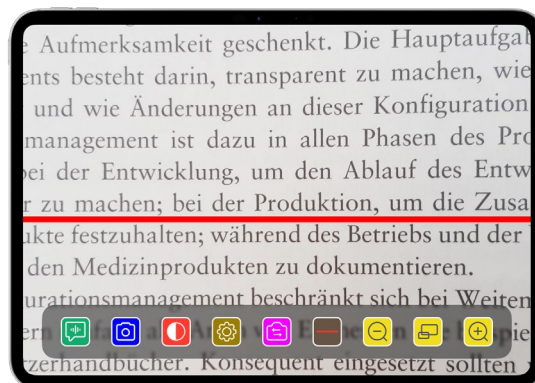 Aufmerksamkeit geschenkt. Die Hauptaufgab
ents besteht darin, transparent zu machen, wie
und wie Änderungen an dieser Konfiguration
management ist dazu in allen Phasen des Pro
bei der Entwicklung, um den Ablauf des Entw
r zu machen; bei der Produktion, um die Zusa
ukte festzuhalten; während des Betriebs und der
den Medizinprodukten zu dokumentieren.
urationsmanagement beschränkt sich bei Weiten
rzerhandbücher. Konsequent eingesetzt sollten